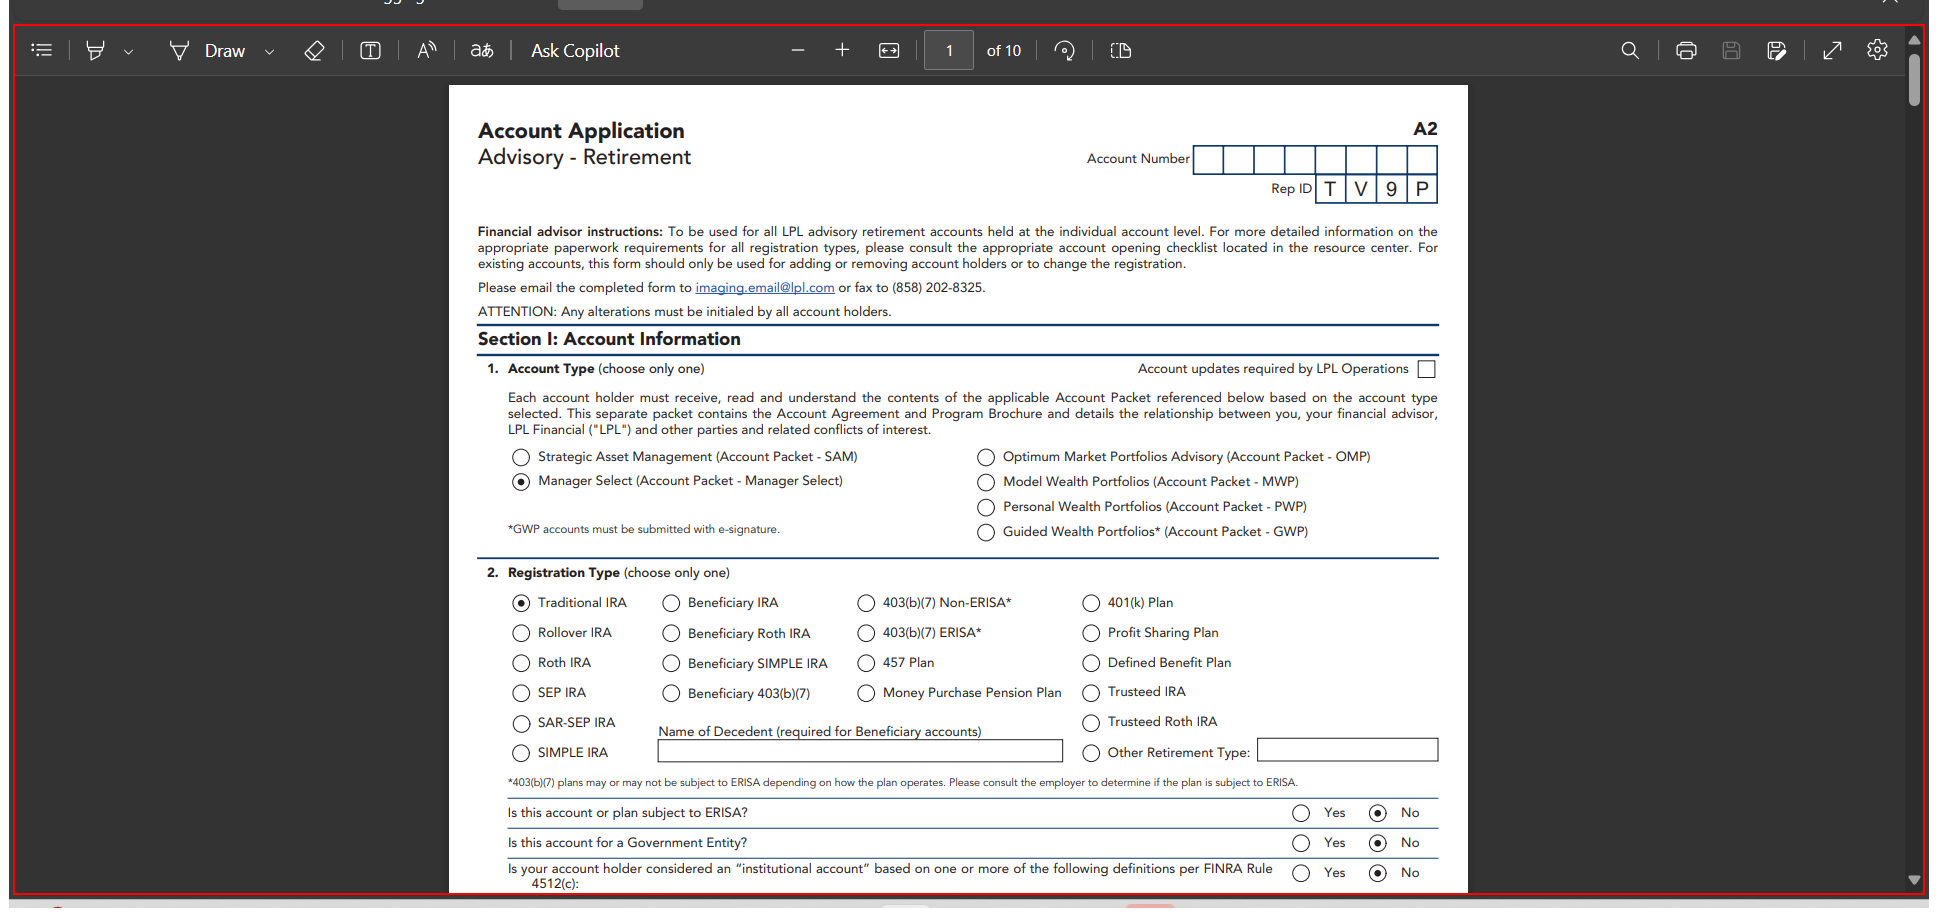 Draw
Ask Copilot
1
of 10
Account Application
A2
Advisory - Retirement
Account Number
Rep ID T V 9 P
Financial advisor instructions: To be used for all LPL advisory retirement accounts held at the individual account level. For more detailed information on the
appropriate paperwork requirements for all registration types, please consult the appropriate account opening checklist located in the resource center. For
existing accounts, this form should only be used for adding or removing account holders or to change the registration.
Please email the completed form to imaging.email@lpl.com or fax to (858) 202-8325.
ATTENTION: Any alterations must be initialed by all account holders.
Section I: Account Information
1. Account Type (choose only one)
Account updates required by LPL Operations
Each account holder must receive, read and understand the contents of the applicable Account Packet referenced below based on the account type
selected. This separate packet contains the Account Agreement and Program Brochure and details the relationship between you, your financial advisor,
LPL Financial ("LPL") and other parties and related conflicts of interest.
Strategic Asset Management (Account Packet - SAM)
Manager Select (Account Packet - Manager Select)
*GWP accounts must be submitted with e-signature.
Optimum Market Portfolios Advisory (Account Packet - OMP)
Model Wealth Portfolios (Account Packet - MWP)
Personal Wealth Portfolios (Account Packet - PWP)
Guided Wealth Portfolios* (Account Packet - GWP)
2. Registration Type (choose only one)
Traditional IRA
Rollover IRA
Roth IRA
SEP IRA
SAR-SEP IRA
SIMPLE IRA
Beneficiary IRA
Beneficiary Roth IRA
Beneficiary SIMPLE IRA
Beneficiary 403(b)(7)
403(b)(7) Non-ERISA*
403(b)(7) ERISA*
457 Plan
Money Purchase Pension Plan
Name of Decedent (required for Beneficiary accounts)
401(k) Plan
Profit Sharing Plan
Defined Benefit Plan
Trusteed IRA
Trusteed Roth IRA
Other Retirement Type:
*403(b)(7) plans may or may not be subject to ERISA depending on how the plan operates. Please consult the employer to determine if the plan is subject to ERISA.
Is this account or plan subject to ERISA? Yes No
Is this account for a Government Entity? Yes No
Is your account holder considered an “institutional account” based on one or more of the following definitions per FINRA Rule Yes No
4512(c):